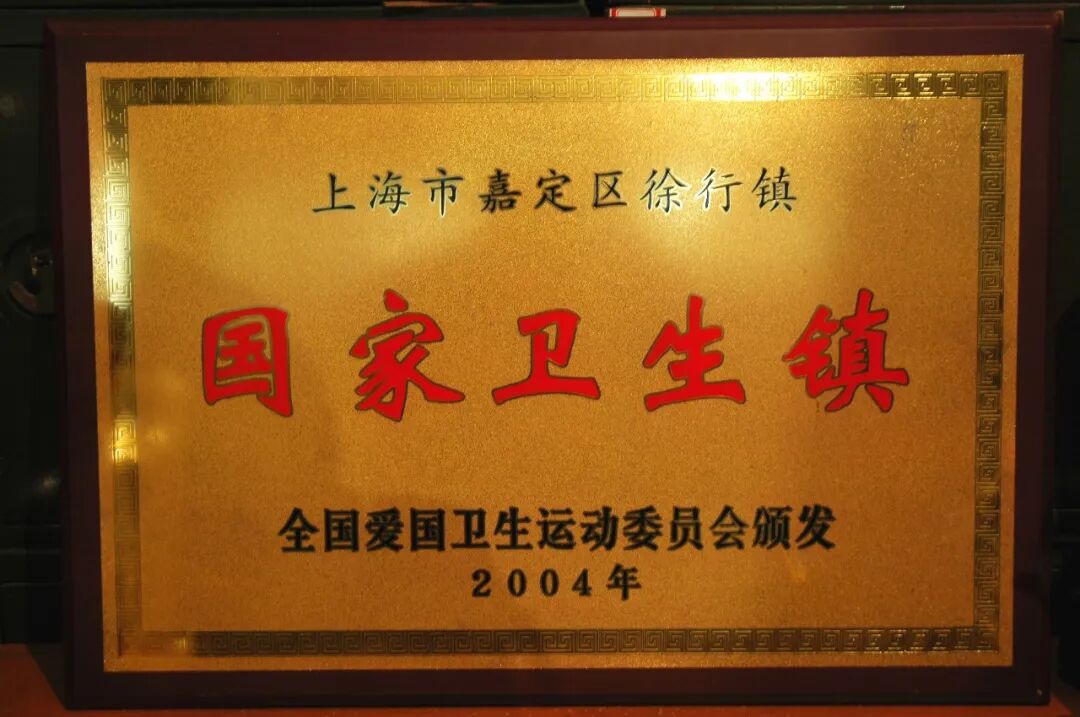 上海市嘉定区徐行镇
国家卫生镇
全国爱国卫生运动委员会颁发
2004年